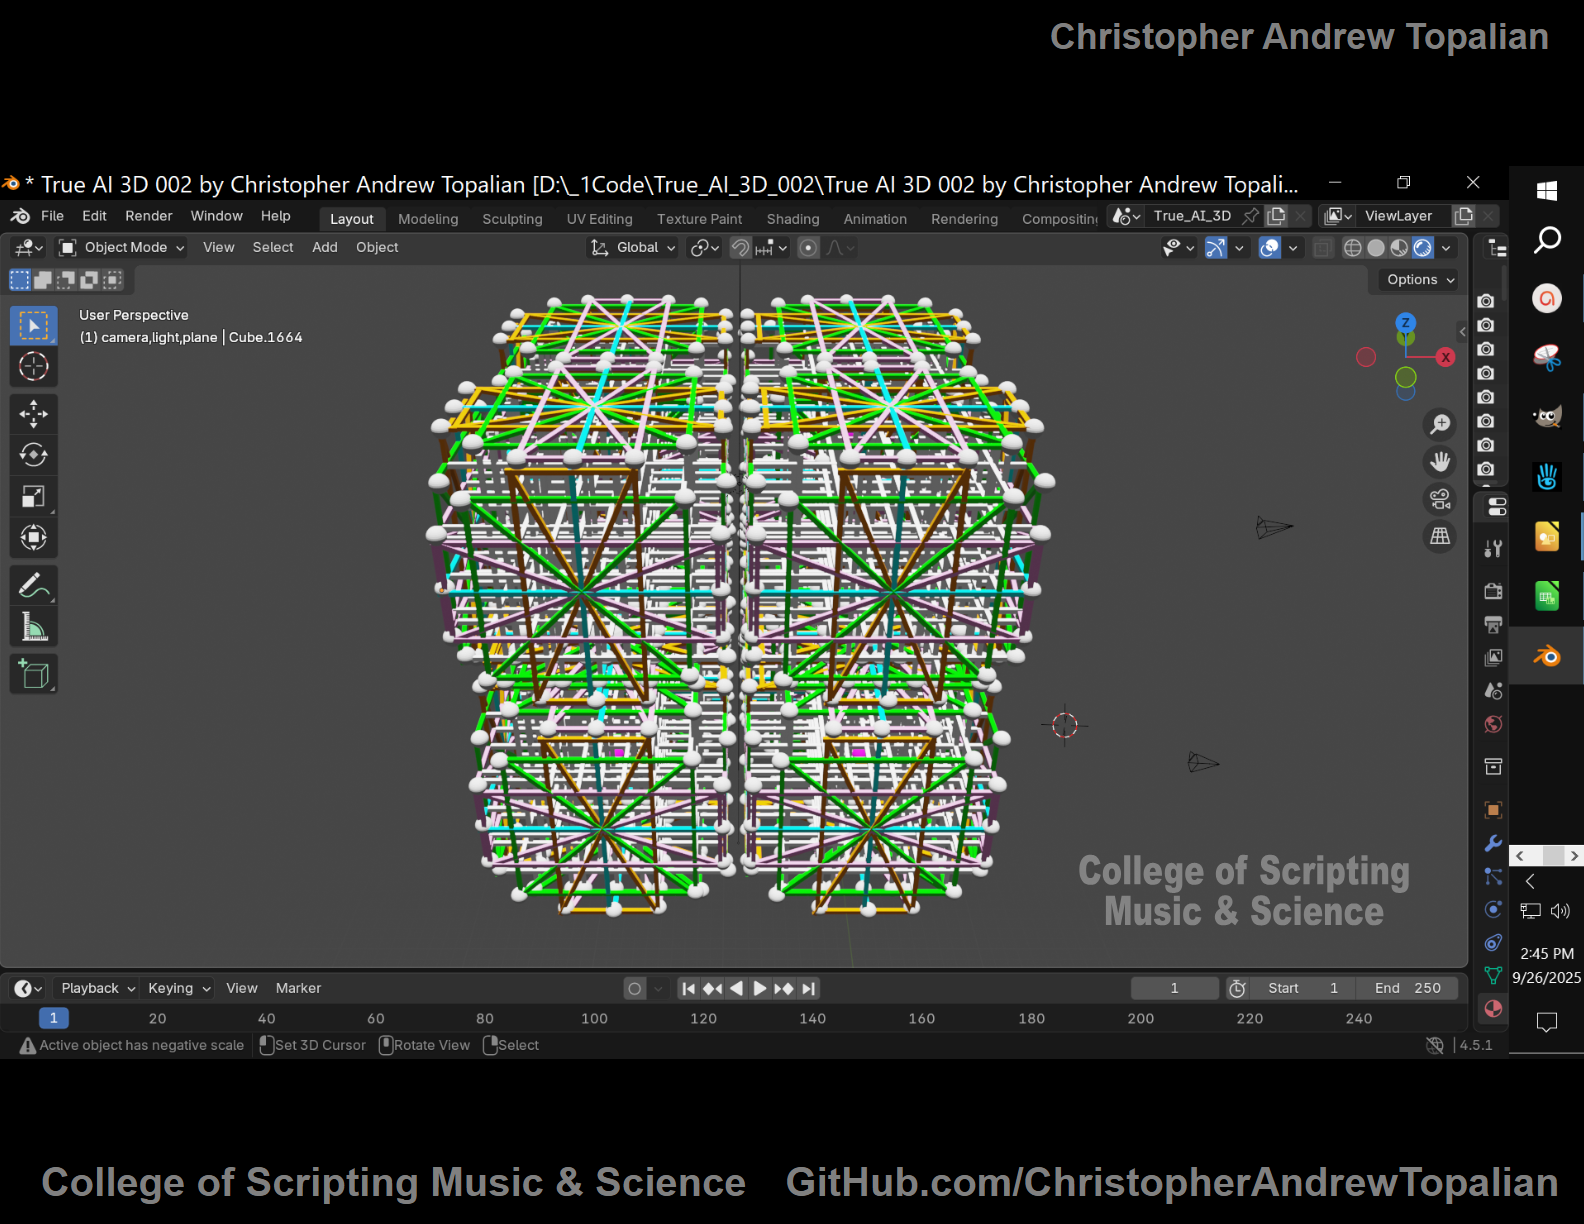 Christopher Andrew Topalian
* True AI 3D 002 by Christopher Andrew Topalian [D:\_1Code\True_AI_3D_002\True AI 3D 002 by Christopher Andrew Topali...
File Edit Render Window Help Layout Modeling Sculpting UV Editing Texture Paint Shading Animation Rendering Compositing True_AI_3D ViewLayer
Object Mode View Select Add Object Global
Options
User Perspective
(1) camera,light,plane | Cube.1664
Z
X
College of Scripting
Music & Science
Playback Keying View Marker 1 Start 1 End 250
1 20 40 60 80 100 120 140 160 180 200 220 240
Active object has negative scale Set 3D Cursor Rotate View Select 4.5.1
2:45 PM
9/26/2025
College of Scripting Music & Science GitHub.com/ChristopherAndrewTopalian